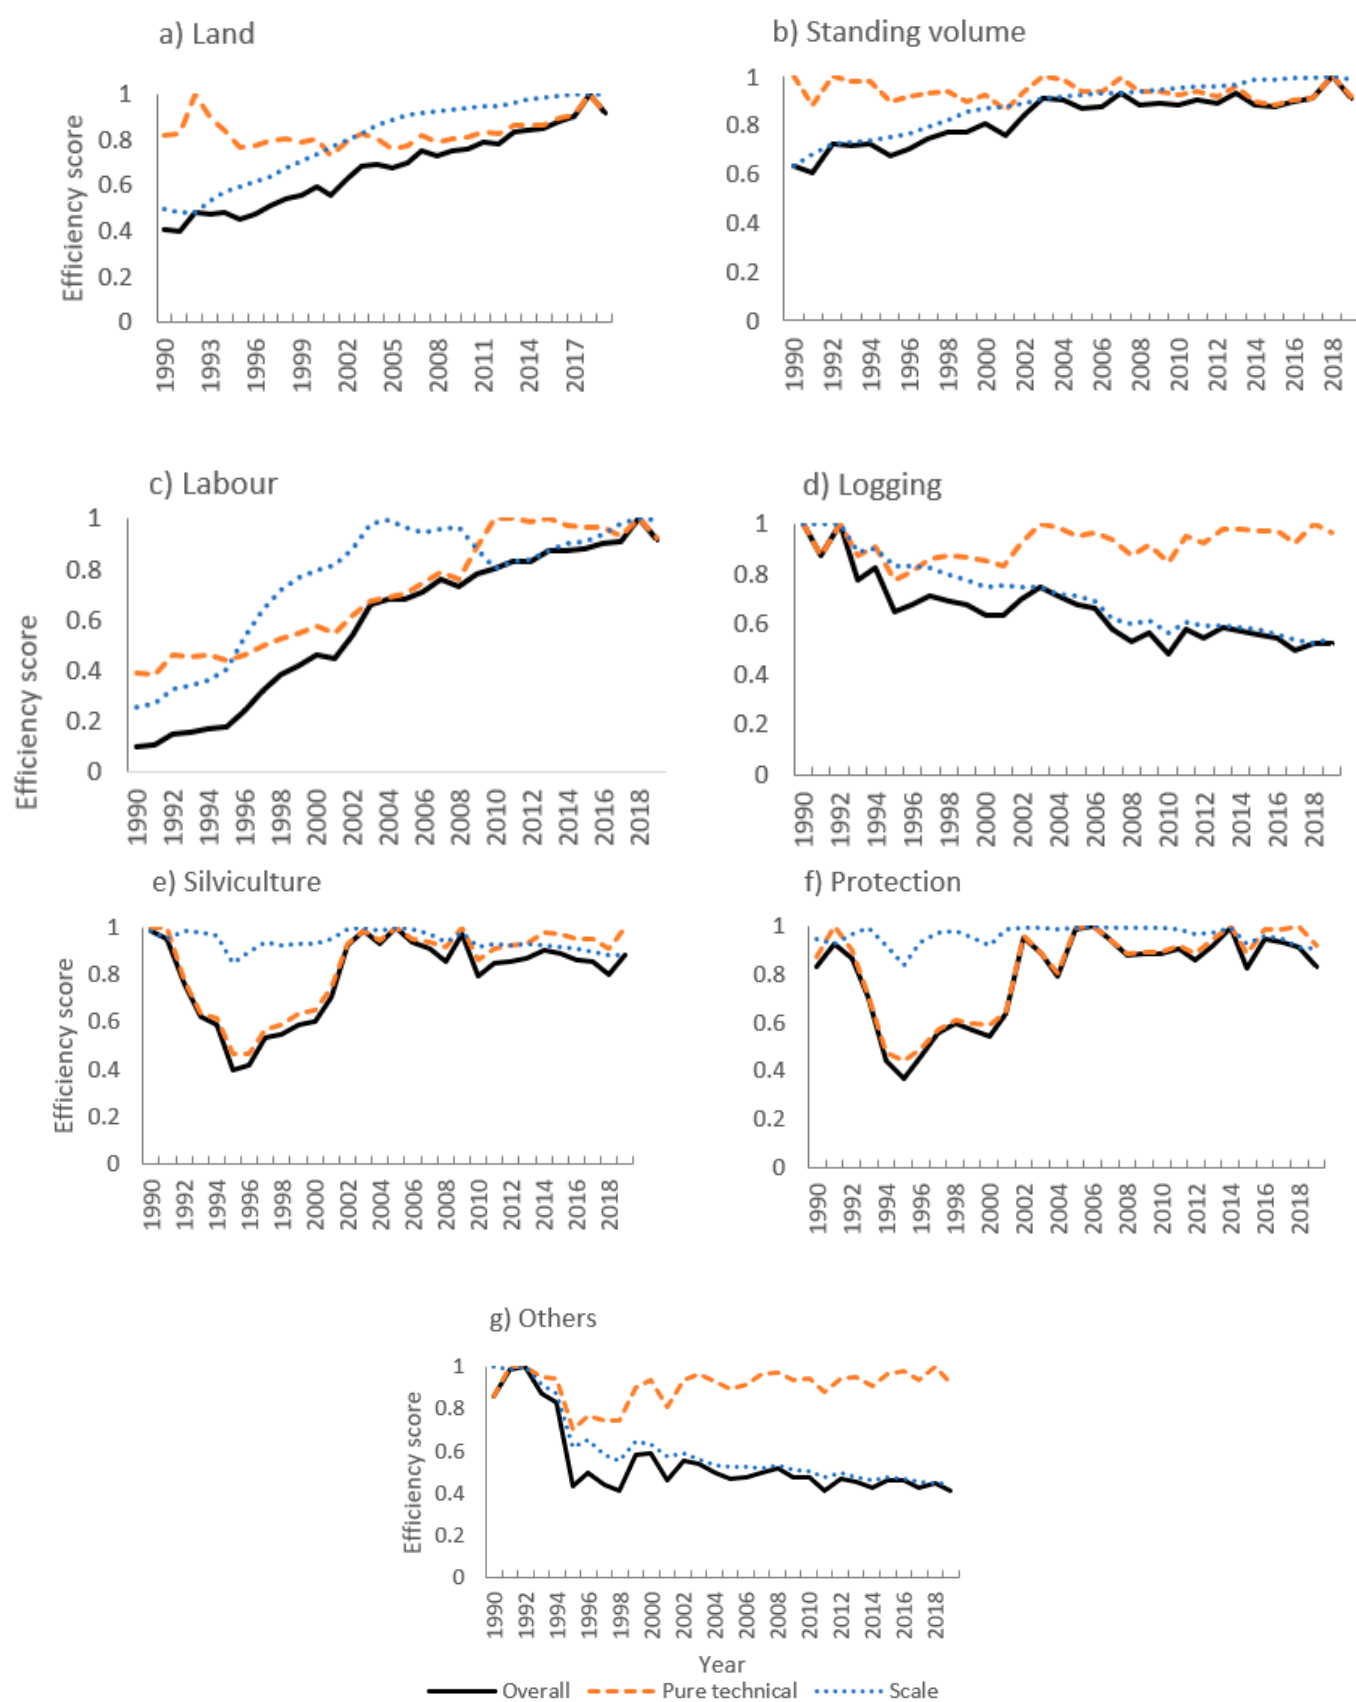 a) Land
Efficiency score
1
0.8
0.6
0.4
0.2
0
1990 1993 1996 1999 2002 2005 2008 2011 2014 2017
b) Standing volume
1
0.8
0.6
0.4
0.2
0
1990 1992 1994 1996 1998 2000 2002 2004 2006 2008 2010 2012 2014 2016 2018
c) Labour
Efficiency score
1
0.8
0.6
0.4
0.2
0
1990 1992 1994 1996 1998 2000 2002 2004 2006 2008 2010 2012 2014 2016 2018
d) Logging
1
0.8
0.6
0.4
0.2
0
1990 1992 1994 1996 1998 2000 2002 2004 2006 2008 2010 2012 2014 2016 2018
e) Silviculture
Efficiency score
1
0.8
0.6
0.4
0.2
0
1990 1992 1994 1996 1998 2000 2002 2004 2006 2008 2010 2012 2014 2016 2018
f) Protection
1
0.8
0.6
0.4
0.2
0
1990 1992 1994 1996 1998 2000 2002 2004 2006 2008 2010 2012 2014 2016 2018
g) Others
Efficiency score
1
0.8
0.6
0.4
0.2
0
1990 1992 1994 1996 1998 2000 2002 2004 2006 2008 2010 2012 2014 2016 2018
Year
Overall Pure technical Scale